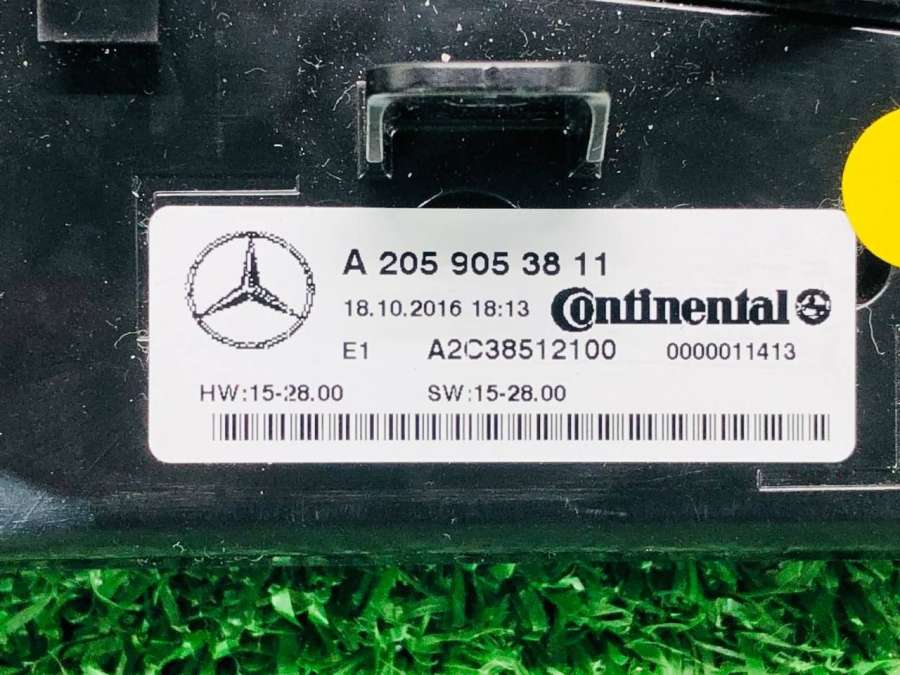 A 205 905 38 11
18.10.2016 18:13 Continental
E1 A2C38512100 0000011413
HW:15-28.00 SW:15-28.00